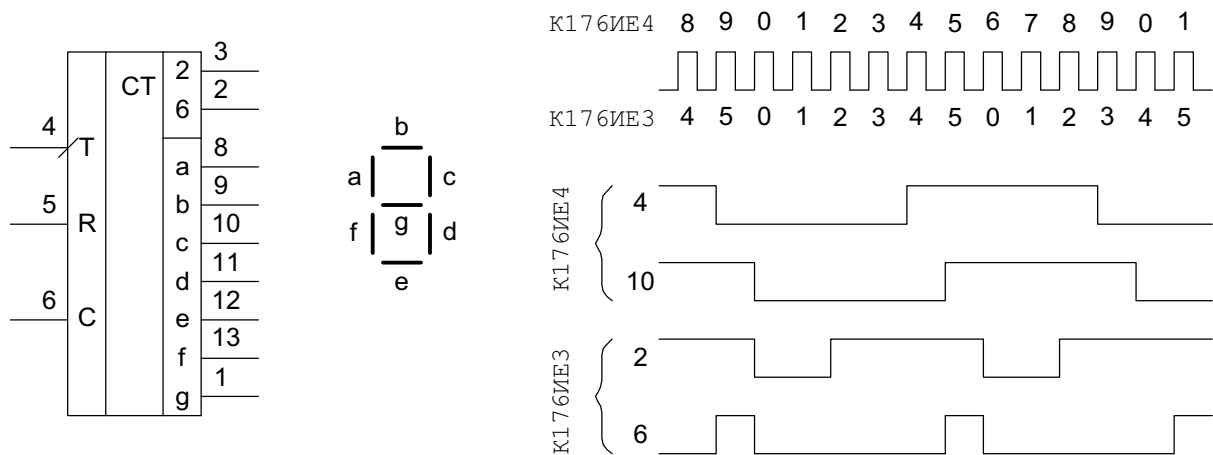 CT
4 T
5 R
6 C
2 3
6 2
a 8
b 9
c 10
d 11
e 12
f 13
g 1
b
a c
g
f d
e
К176ИЕ4 8 9 0 1 2 3 4 5 6 7 8 9 0 1
К176ИЕ3 4 5 0 1 2 3 4 5 0 1 2 3 4 5
К176ИЕ4
4
10
К176ИЕ3
2
6